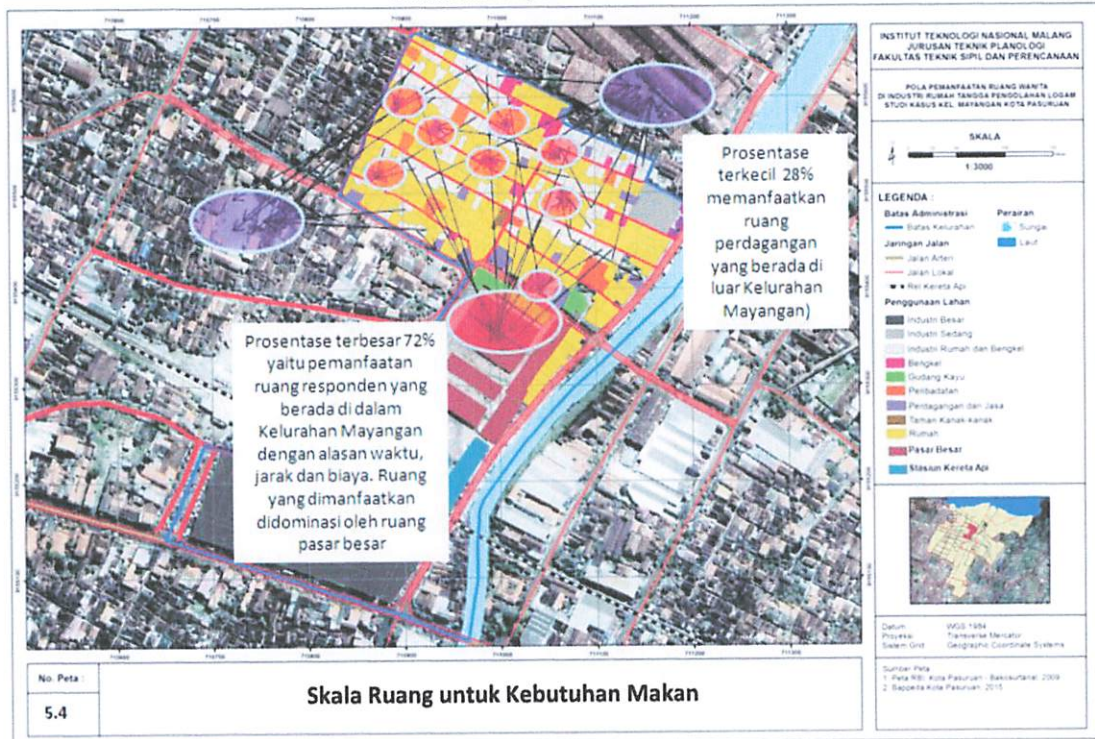 INSTITUT TEKNOLOGI NASIONAL MALANG
JURUSAN TEKNIK PLANOLOGI
FAKULTAS TEKNIK SIPIL DAN PERENCANAAN
POLA PEMANFAATAN RUANG WANITA
DI INDUSTRI RUMAH TANGGA PENGOLAHAN LOGAM
STUDI KASUS KEL. MAYANGAN KOTA PASURUAN
SKALA
1:3000
LEGENDA :
Batas Administrasi
Batas Kelurahan
Jaringan Jalan
Jalan Arteri
Jalan Lokal
Rel Kereta Api
Perairan
Sungai
Laut
Penggunaan Lahan
Industri Besar
Industri Sedang
Industri Rumah dan Bengkel
Bengkel
Gudang Kayu
Peribadatan
Perdagangan dan Jasa
Taman Kanak-kanak
Rumah
Pasar Besar
Stasiun Kereta Api
Datum WGS 1984
Proyeksi Transverse Mercator
Sistem Grid Geographic Coordinate Systems
Sumber Peta
1. Peta RBI Kota Pasuruan - Bakosurtanal, 2009
2. Bappeda Kota Pasuruan, 2015
Prosentase
terkecil 28%
memanfaatkan
ruang
perdagangan
yang berada di
luar Kelurahan
Mayangan)
Prosentase terbesar 72%
yaitu pemanfaatan
ruang responden yang
berada di dalam
Kelurahan Mayangan
dengan alasan waktu,
jarak dan biaya. Ruang
yang dimanfaatkan
didominasi oleh ruang
pasar besar
No. Peta :
5.4
Skala Ruang untuk Kebutuhan Makan